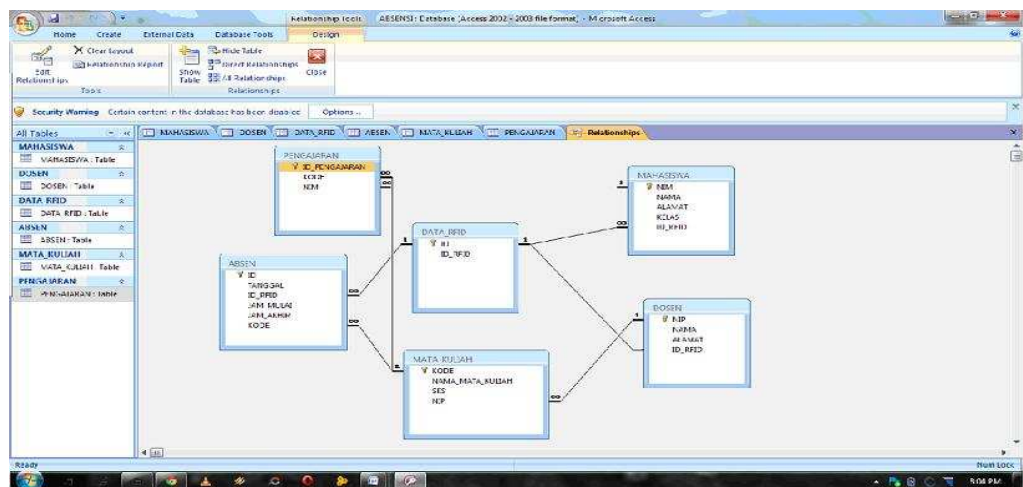 Relationship Tools
ABSENSI : Database (Access 2002 - 2003 file format) - Microsoft Access
Home Create External Data Database Tools Design
Edit Relationships
Clear Layout
Relationship Report
Tools
Show Table
Hide Table
Direct Relationships
All Relationships
Close
Relationships
Security Warning Certain content in the database has been disabled Options...
All Tables
MAHASISWA
MAHASISWA : Table
DOSEN
DOSEN : Table
DATA RFID
DATA RFID : Table
ABSEN
ABSEN : Table
MATA_KULIAH
MATA_KULIAH : Table
PENGAJARAN
PENGAJARAN : Table
MAHASISWA DOSEN DATA_RFID ABSEN MATA_KULIAH PENGAJARAN Relationships
PENGAJARAN
ID_PENGAJARAN
KODE
NIM
MAHASISWA
NIM
NAMA
ALAMAT
KELAS
ID_RFID
DATA_RFID
ID_RFID
ABSEN
ID
TANGGAL
ID_RFID
JAM_MULAI
JAM_AKHIR
KODE
DOSEN
NIP
NAMA
ALAMAT
ID_RFID
MATA_KULIAH
KODE
NAMA_MATA_KULIAH
SKS
NIP
Ready
Num Lock
5:04 PM